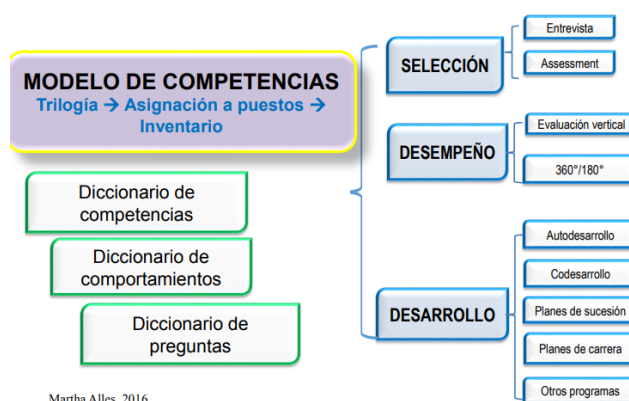 MODELO DE COMPETENCIAS
Trilogía → Asignación a puestos →
Inventario
Diccionario de
competencias
Diccionario de
comportamientos
Diccionario de
preguntas
SELECCIÓN
Entrevista
Assessment
DESEMPEÑO
Evaluación vertical
360°/180°
DESARROLLO
Autodesarrollo
Codesarrollo
Planes de sucesión
Planes de carrera
Otros programas
Martha Alles, 2016